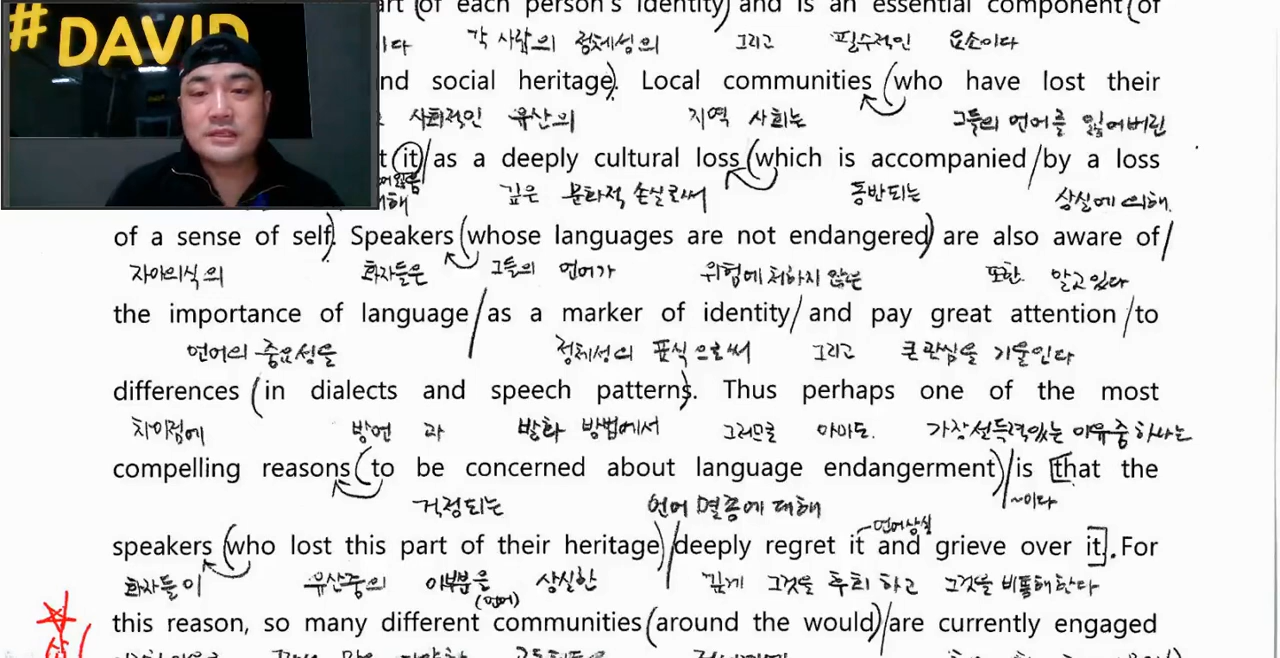 #DAVID
art (of each person's identity) and is an essential component (of
이다 각 사람의 정체성의 그리고 필수적인 요소이다
nd social heritage). Local communities (who have lost their
사회적인 유산의 지역 사회는 그들의 언어를 잃어버린
t it / as a deeply cultural loss (which is accompanied / by a loss
해 깊은 문화적 손실로써 동반되는 상실에 의해
of a sense of self). Speakers (whose languages are not endangered) are also aware of /
자아의식의 화자들은 그들의 언어가 위험에 처하지 않은 또한 알고있다
the importance of language / as a marker of identity / and pay great attention / to
언어의 중요성을 정체성의 표식으로써 그리고 큰 관심을 기울인다
differences (in dialects and speech patterns). Thus perhaps one of the most
차이점에 방언 과 발화 방법에서 그러므로 아마도 가장 설득력있는 이유중 하나는
compelling reasons (to be concerned about language endangerment) / is [that the
걱정되는 언어 멸종에 대해 ~이다
언어상실
speakers (who lost this part of their heritage) / deeply regret it and grieve over it]. For
화자들이 유산중의 이부분을 상실한 깊게 그것을 후회 하고 그것을 비통해한다
(언어)
this reason, so many different communities (around the would) / are currently engaged